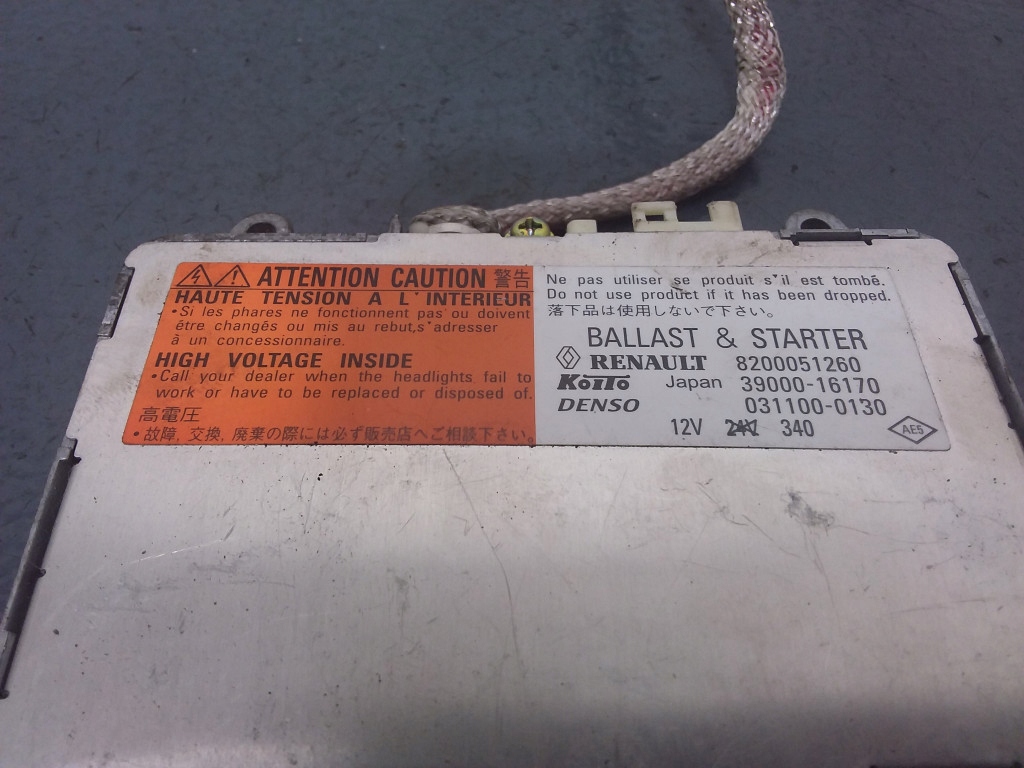 ATTENTION CAUTION 警告
HAUTE TENSION A L'INTERIEUR
•Si les phares ne fonctionnent pas ou doivent
être changés ou mis au rebut,s'adresser
à un concessionnaire.
HIGH VOLTAGE INSIDE
•Call your dealer when the headlights fail to
work or have to be replaced or disposed of.
高電圧
•故障, 交換, 廃棄の際には必ず販売店へご相談下さい。
Ne pas utiliser se produit s'il est tombé.
Do not use product if it has been dropped.
落下品は使用しないで下さい。
BALLAST & STARTER
RENAULT 8200051260
KOITO Japan 39000-16170
DENSO 031100-0130
12V 340
AE5